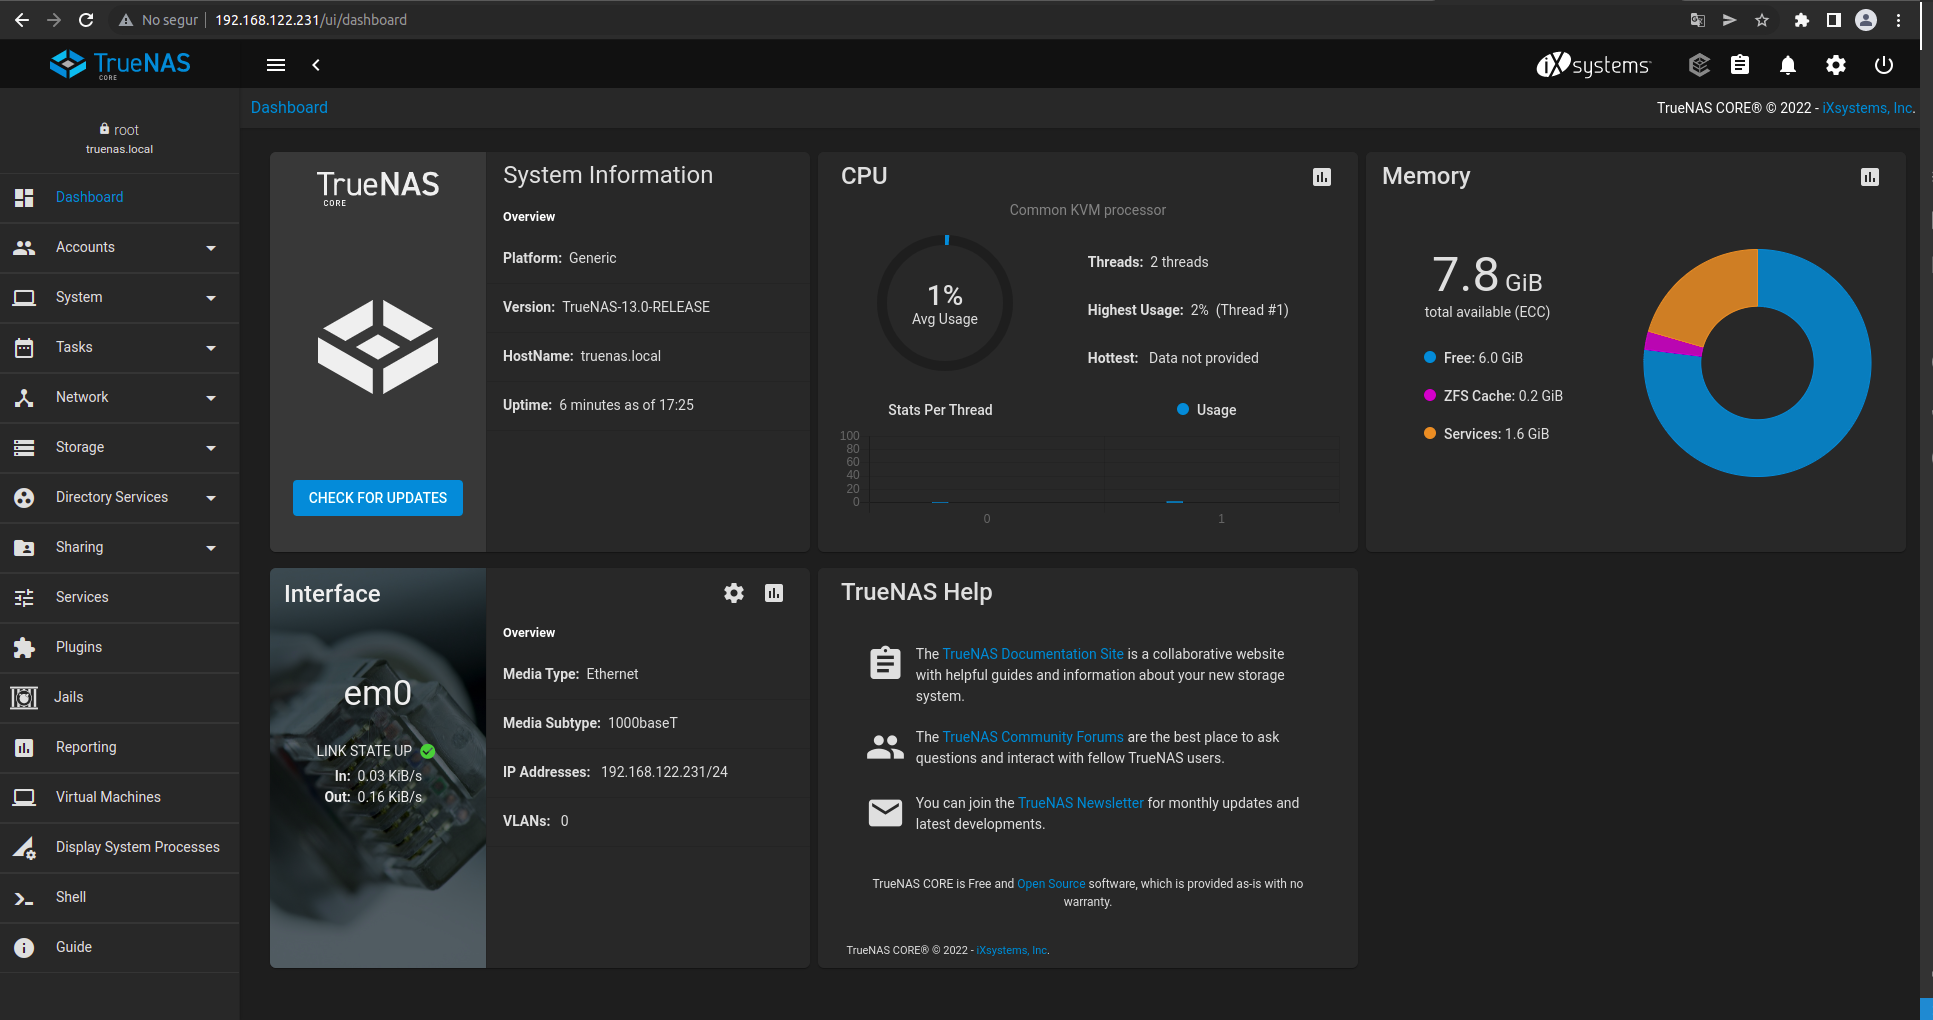 No segur 192.168.122.231/ui/dashboard
TrueNAS
CORE
iXsystems
root
truenas.local
Dashboard
Accounts
System
Tasks
Network
Storage
Directory Services
Sharing
Services
Plugins
Jails
Reporting
Virtual Machines
Display System Processes
Shell
Guide
Dashboard
TrueNAS CORE® © 2022 - iXsystems, Inc.
TrueNAS
CORE
CHECK FOR UPDATES
System Information
Overview
Platform: Generic
Version: TrueNAS-13.0-RELEASE
HostName: truenas.local
Uptime: 6 minutes as of 17:25
CPU
Common KVM processor
1%
Avg Usage
Threads: 2 threads
Highest Usage: 2% (Thread #1)
Hottest: Data not provided
Stats Per Thread
Usage
100
80
60
40
20
0
0
1
Memory
7.8 GiB
total available (ECC)
Free: 6.0 GiB
ZFS Cache: 0.2 GiB
Services: 1.6 GiB
Interface
em0
LINK STATE UP
In: 0.03 KiB/s
Out: 0.16 KiB/s
Overview
Media Type: Ethernet
Media Subtype: 1000baseT
IP Addresses: 192.168.122.231/24
VLANs: 0
TrueNAS Help
The TrueNAS Documentation Site is a collaborative website
with helpful guides and information about your new storage
system.
The TrueNAS Community Forums are the best place to ask
questions and interact with fellow TrueNAS users.
You can join the TrueNAS Newsletter for monthly updates and
latest developments.
TrueNAS CORE is Free and Open Source software, which is provided as-is with no
warranty.
TrueNAS CORE® © 2022 - iXsystems, Inc.